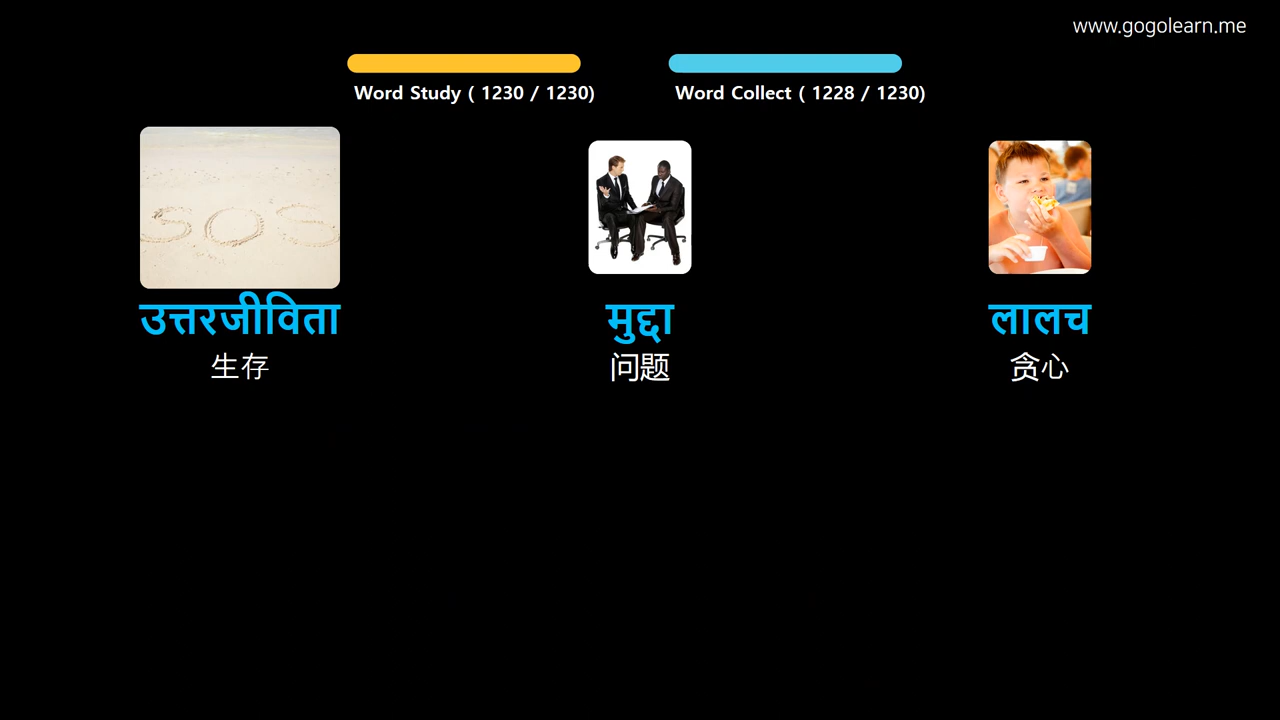 www.gogolearn.me
Word Study ( 1230 / 1230)
Word Collect ( 1228 / 1230)
SOS
उत्तरजीविता
मुद्दा
लालच
生存
问题
贪心